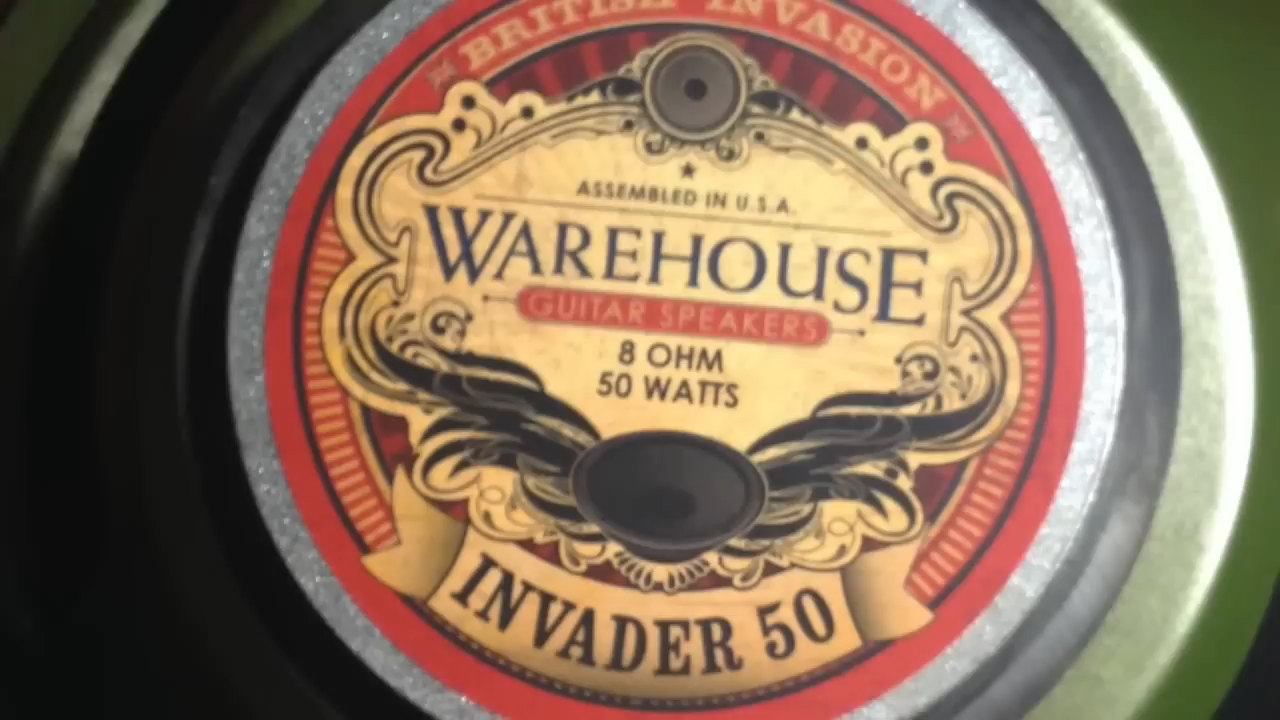 BRITISH INVASION
ASSEMBLED IN U.S.A.
WAREHOUSE
GUITAR SPEAKERS
8 OHM
50 WATTS
INVADER 50